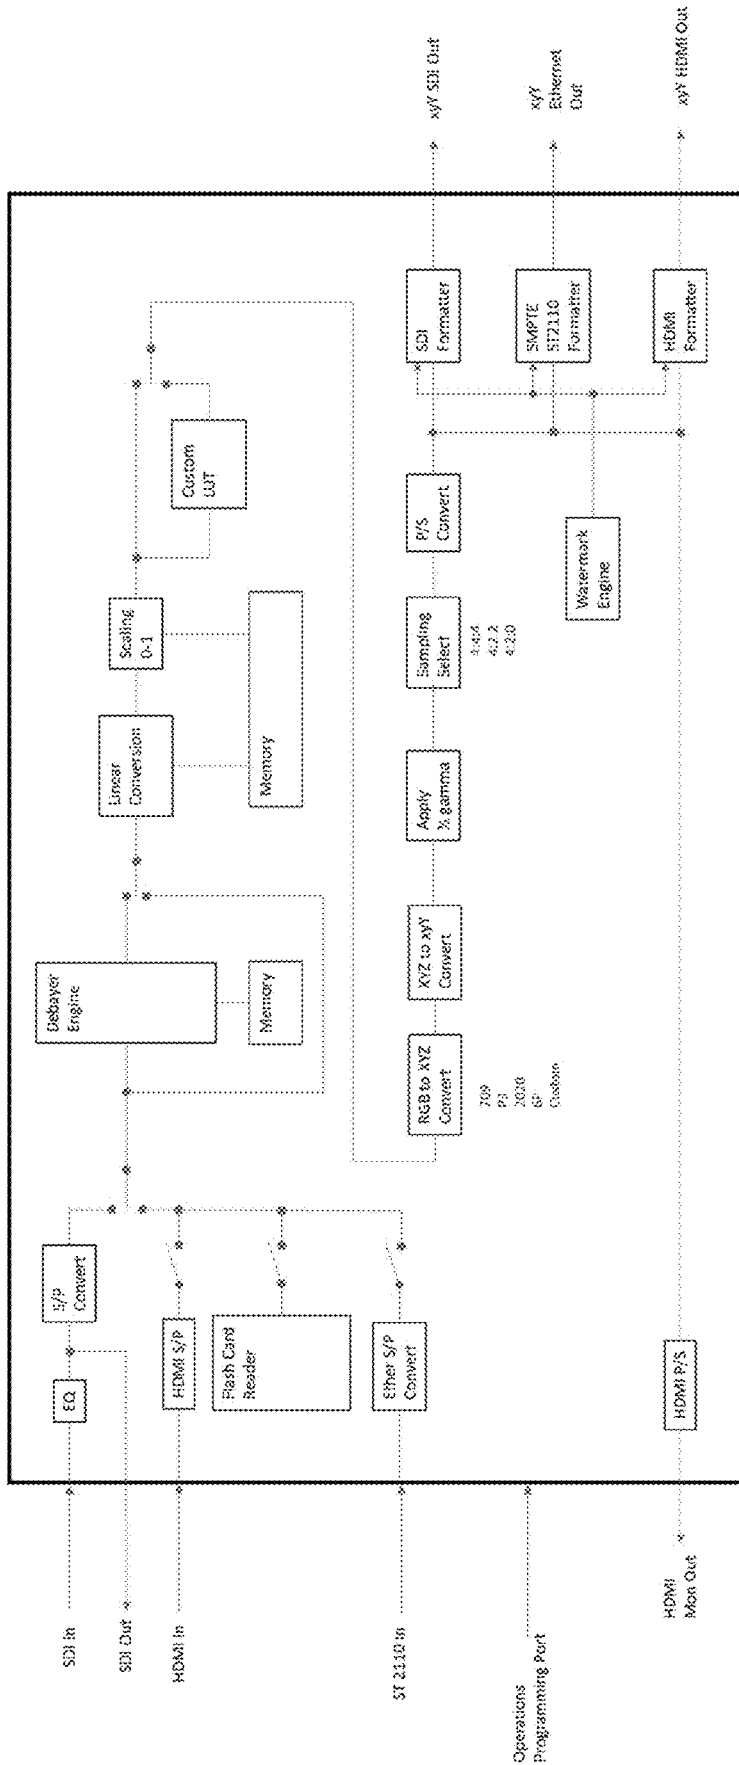 SDI In
SDI Out
HDMI In
ST 2110 In
Operations
Programming Port
HDMI
Mon Out
EQ
S/P
Convert
HDMI S/P
Flash Card
Reader
Ether S/P
Convert
HDMI P/S
Debayer
Engine
Memory
Linear
Conversion
Scaling
0-1
Memory
Custom
LUT
RGB to XYZ
Convert
709
P3
2020
6P
Custom
XYZ to xyY
Convert
Apply
½ gamma
Sampling
Select
4:4:4
4:2:2
4:2:0
P/S
Convert
Watermark
Engine
SDI
Formatter
SMPTE
ST2110
Formatter
HDMI
Formatter
xyY SDI Out
xyY
Ethernet
Out
xyY HDMI Out